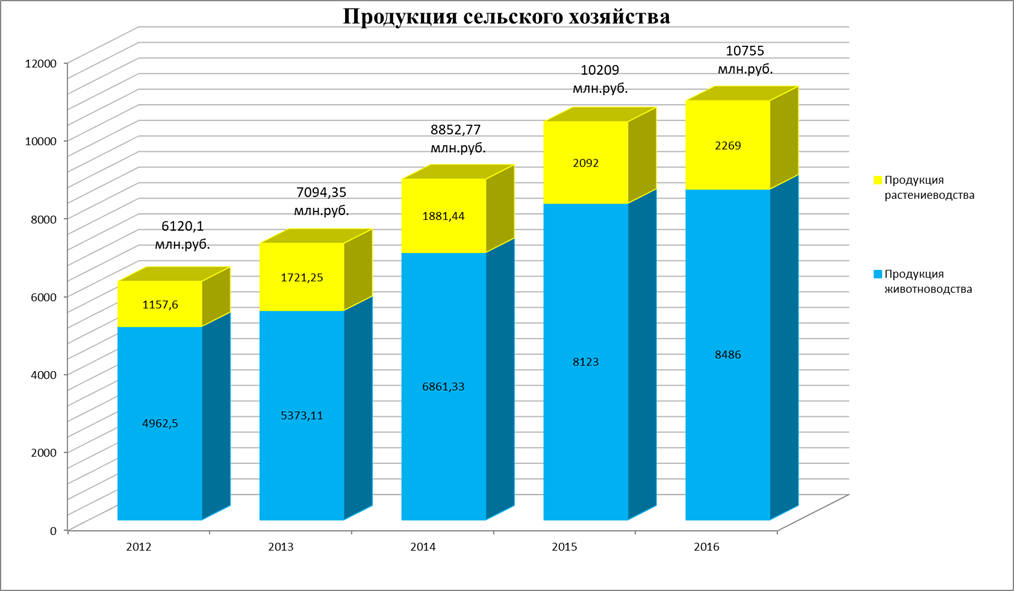 Продукция сельского хозяйства
12000
10000
8000
6000
4000
2000
0
6120,1
млн.руб.
7094,35
млн.руб.
8852,77
млн.руб.
10209
млн.руб.
10755
млн.руб.
1157,6
1721,25
1881,44
2092
2269
4962,5
5373,11
6861,33
8123
8486
2012
2013
2014
2015
2016
Продукция
растениеводства
Продукция
животноводства